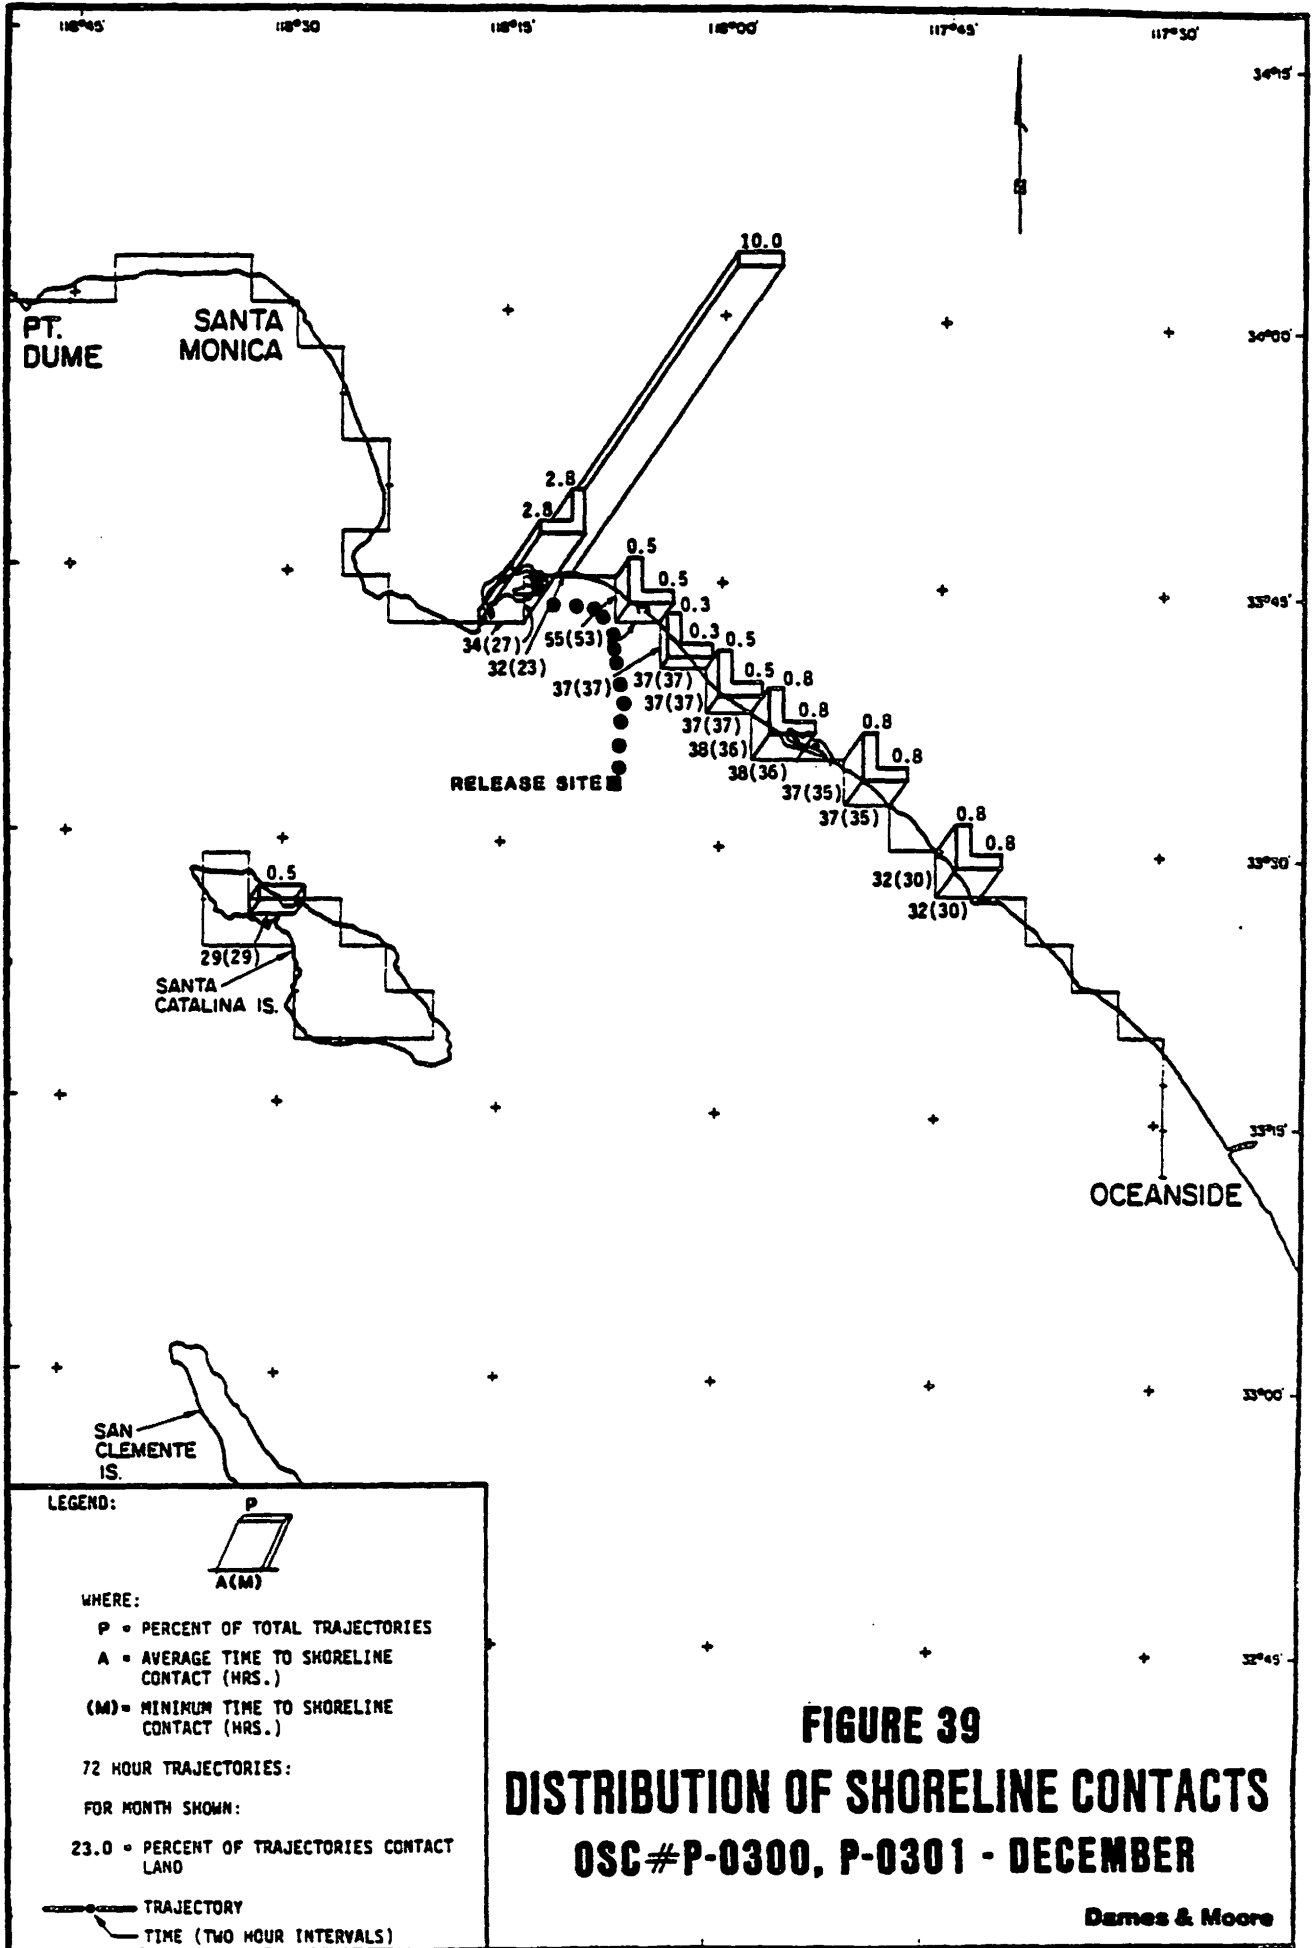 118°45' 118°30' 118°15' 118°00' 117°45' 117°30'
34°15'
10.0
PT.
DUME
SANTA
MONICA
34°00'
2.8
2.8
0.5
0.5
0.3
0.3
0.5
0.5
0.8
0.8
0.8
0.8
0.8
0.8
33°45'
34(27)
32(23)
55(53)
37(37)
37(37)
37(37)
37(37)
38(36)
38(36)
37(35)
37(35)
32(30)
32(30)
RELEASE SITE
33°30'
0.5
29(29)
SANTA
CATALINA IS.
33°15'
OCEANSIDE
33°00'
SAN
CLEMENTE
IS.
32°45'
LEGEND:
P
A(M)
WHERE:
P = PERCENT OF TOTAL TRAJECTORIES
A = AVERAGE TIME TO SHORELINE
CONTACT (HRS.)
(M)= MINIMUM TIME TO SHORELINE
CONTACT (HRS.)
72 HOUR TRAJECTORIES:
FOR MONTH SHOWN:
23.0 = PERCENT OF TRAJECTORIES CONTACT
LAND
TRAJECTORY
TIME (TWO HOUR INTERVALS)
FIGURE 39
DISTRIBUTION OF SHORELINE CONTACTS
OSC#P-0300, P-0301 - DECEMBER
Dames & Moore